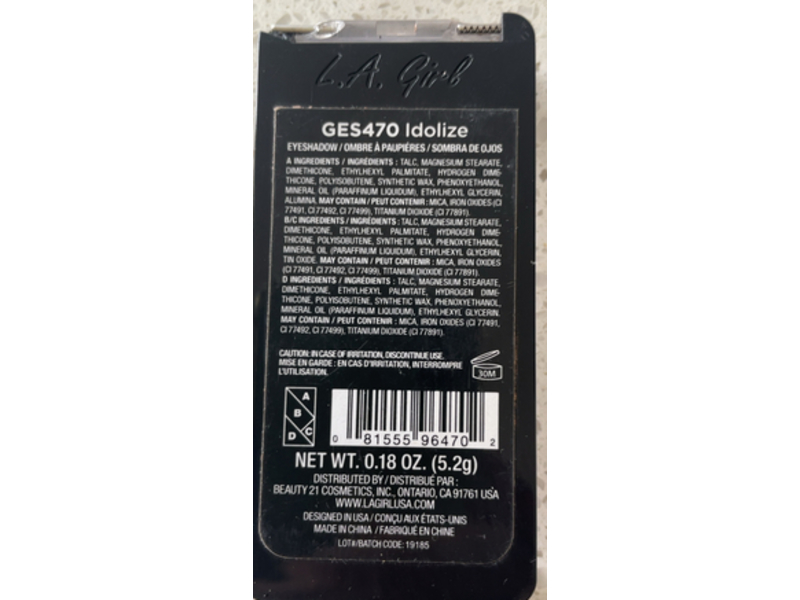 L.A. Girl
GES470 Idolize
EYESHADOW / OMBRE À PAUPIÈRES / SOMBRA DE OJOS
A INGREDIENTS / INGRÉDIENTS : TALC, MAGNESIUM STEARATE,
DIMETHICONE, ETHYLHEXYL PALMITATE, HYDROGEN DIME-
THICONE, POLYISOBUTENE, SYNTHETIC WAX, PHENOXYETHANOL,
MINERAL OIL (PARAFFINUM LIQUIDUM), ETHYLHEXYL GLYCERIN,
ALUMINA. MAY CONTAIN / PEUT CONTENIR : MICA, IRON OXIDES (CI
77491, CI 77492, CI 77499), TITANIUM DIOXIDE (CI 77891).
B/C INGREDIENTS / INGRÉDIENTS : TALC, MAGNESIUM STEARATE,
DIMETHICONE, ETHYLHEXYL PALMITATE, HYDROGEN DIME-
THICONE, POLYISOBUTENE, SYNTHETIC WAX, PHENOXYETHANOL,
MINERAL OIL (PARAFFINUM LIQUIDUM), ETHYLHEXYL GLYCERIN,
TIN OXIDE. MAY CONTAIN / PEUT CONTENIR : MICA, IRON OXIDES
(CI 77491, CI 77492, CI 77499), TITANIUM DIOXIDE (CI 77891).
D INGREDIENTS / INGRÉDIENTS : TALC, MAGNESIUM STEARATE,
DIMETHICONE, ETHYLHEXYL PALMITATE, HYDROGEN DIME-
THICONE, POLYISOBUTENE, SYNTHETIC WAX, PHENOXYETHANOL,
MINERAL OIL (PARAFFINUM LIQUIDUM), ETHYLHEXYL GLYCERIN.
MAY CONTAIN / PEUT CONTENIR : MICA, IRON OXIDES (CI 77491,
CI 77492, CI 77499), TITANIUM DIOXIDE (CI 77891).
CAUTION: IN CASE OF IRRITATION, DISCONTINUE USE.
MISE EN GARDE : EN CAS D'IRRITATION, INTERROMPRE
L'UTILISATION.
30M
A
B
D C
0 81555 96470 2
NET WT. 0.18 OZ. (5.2g)
DISTRIBUTED BY / DISTRIBUÉ PAR :
BEAUTY 21 COSMETICS, INC., ONTARIO, CA 91761 USA
WWW.LAGIRLUSA.COM
DESIGNED IN USA / CONÇU AUX ÉTATS-UNIS
MADE IN CHINA / FABRIQUÉ EN CHINE
LOT#/BATCH CODE: 19185